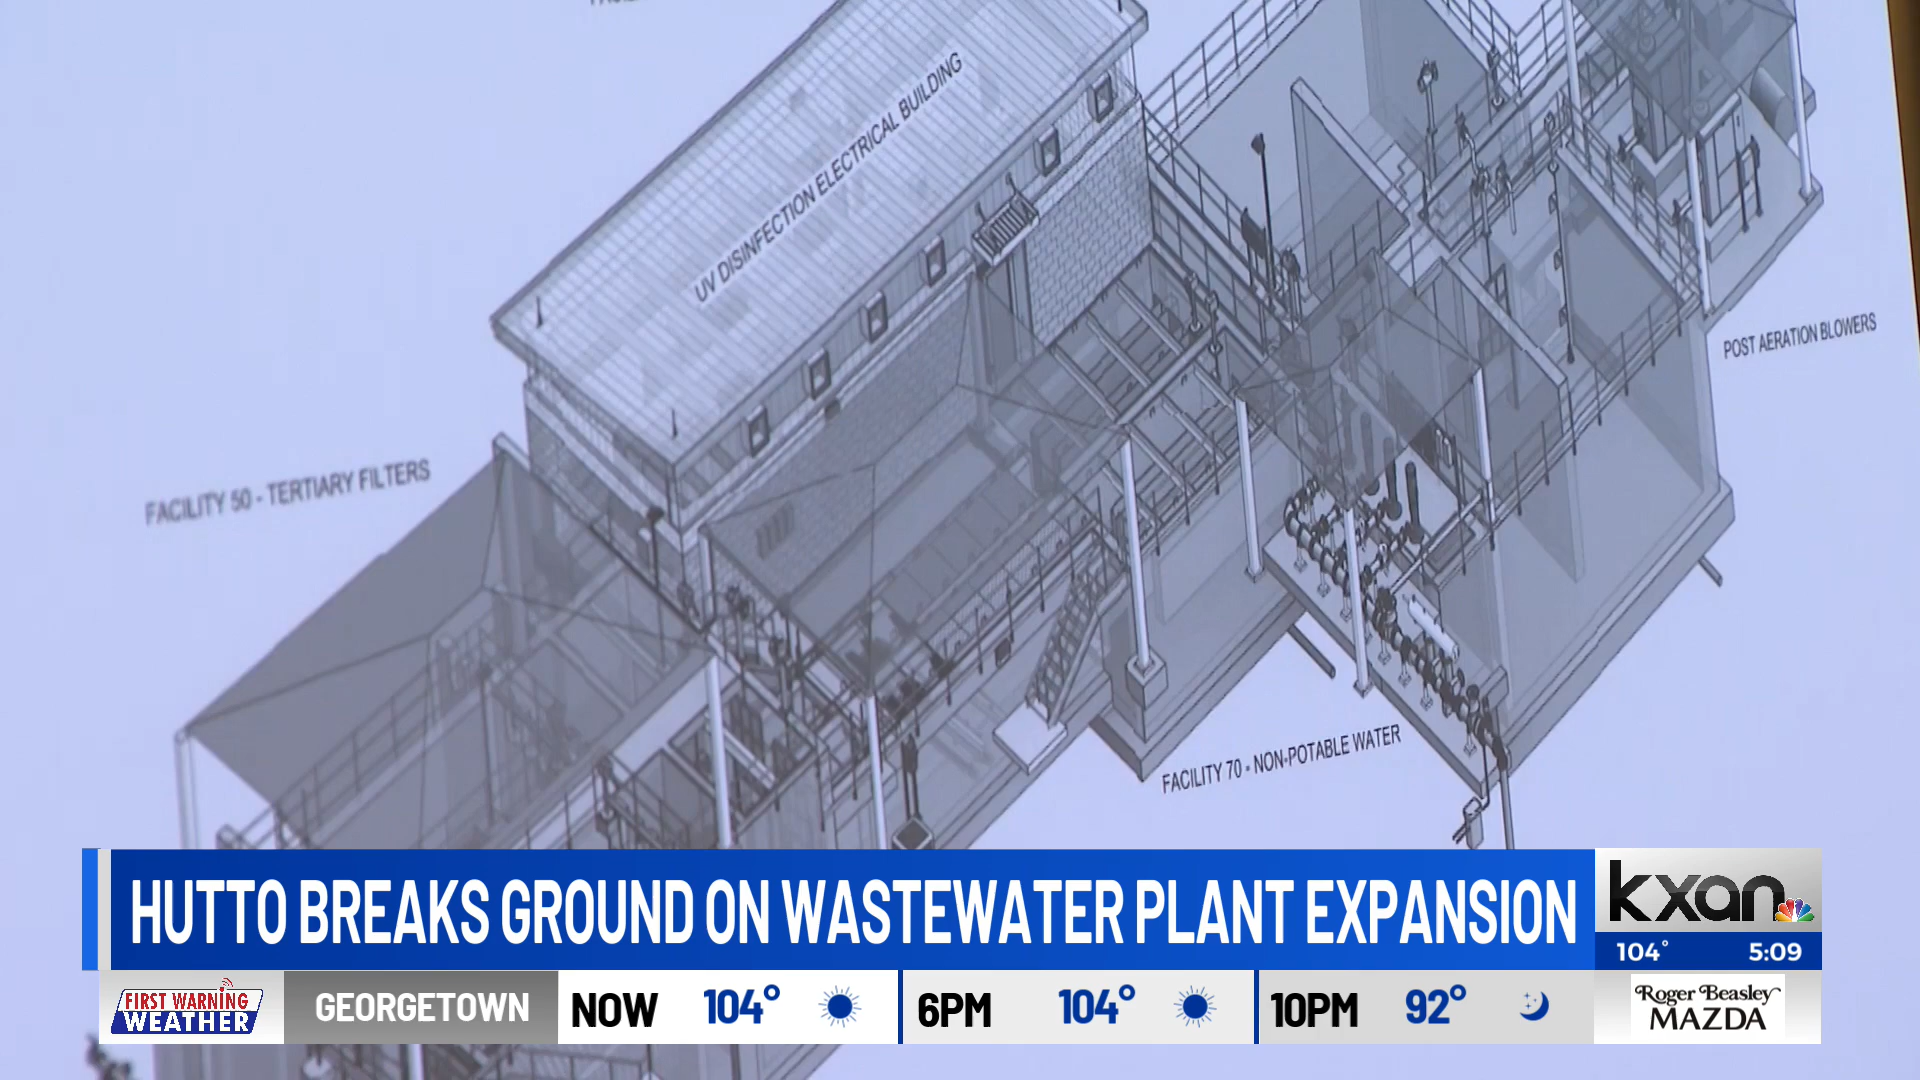 UV DISINFECTION ELECTRICAL BUILDING
POST AERATION BLOWERS
FACILITY 50 - TERTIARY FILTERS
FACILITY 70 - NON-POTABLE WATER
HUTTO BREAKS GROUND ON WASTEWATER PLANT EXPANSION
kxan
104° 5:09
FIRST WARNING
WEATHER
GEORGETOWN
NOW 104°
6PM 104°
10PM 92°
Roger Beasley
MAZDA